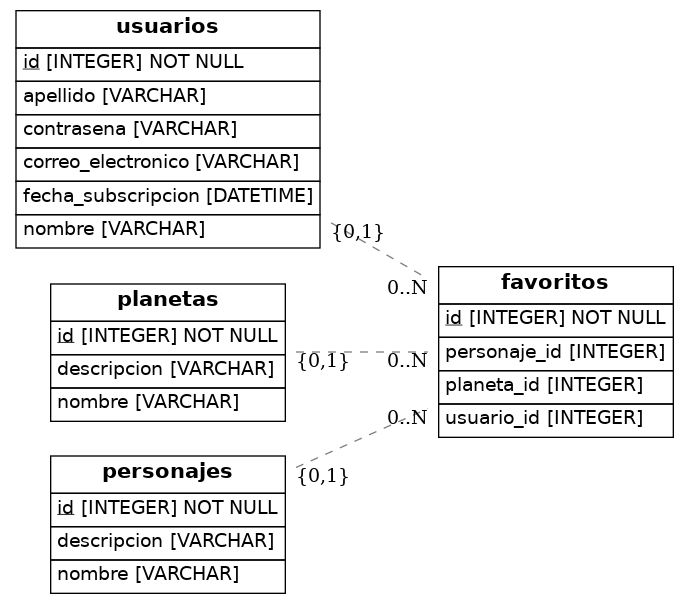 usuarios
id [INTEGER] NOT NULL
apellido [VARCHAR]
contrasena [VARCHAR]
correo_electronico [VARCHAR]
fecha_subscripcion [DATETIME]
nombre [VARCHAR]
{0,1}
0..N
planetas
id [INTEGER] NOT NULL
descripcion [VARCHAR]
nombre [VARCHAR]
{0,1}
0..N
personajes
id [INTEGER] NOT NULL
descripcion [VARCHAR]
nombre [VARCHAR]
{0,1}
0..N
favoritos
id [INTEGER] NOT NULL
personaje_id [INTEGER]
planeta_id [INTEGER]
usuario_id [INTEGER]